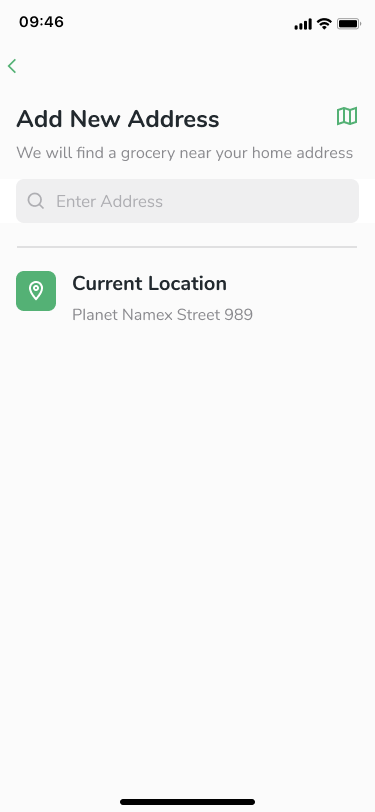 09:46
Add New Address
We will find a grocery near your home address
Enter Address
Current Location
Planet Namex Street 989